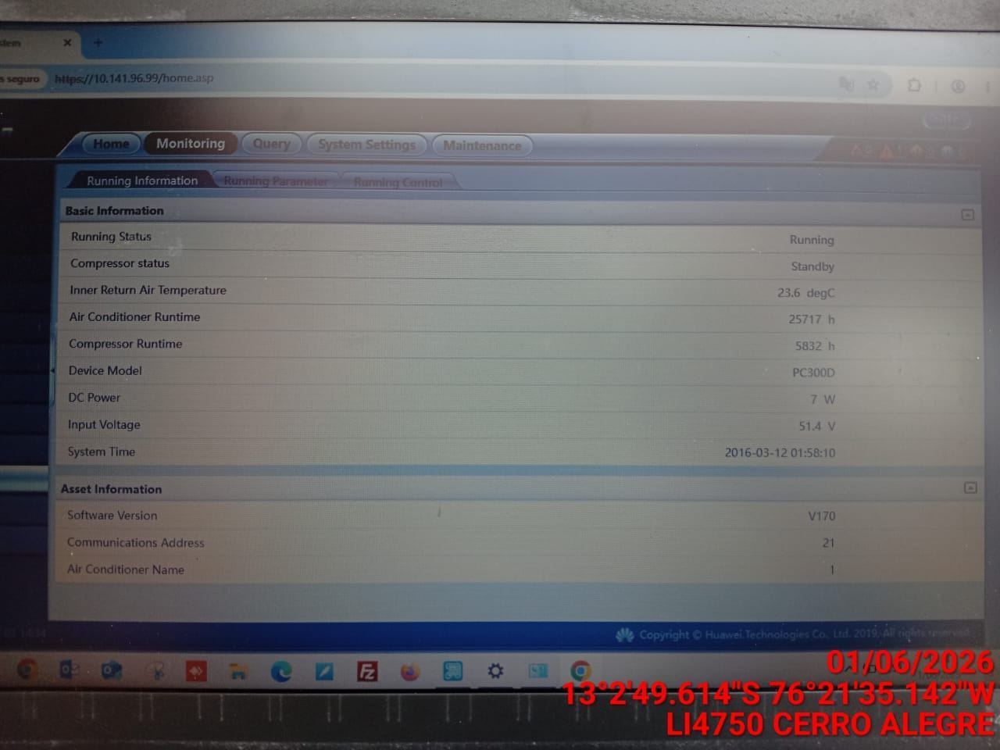 stem
s seguro https://10.141.96.99/home.asp
Home Monitoring Query System Settings Maintenance
Running Information Running Parameter Running Control
Basic Information
Running Status Running
Compressor status Standby
Inner Return Air Temperature 23.6 degC
Air Conditioner Runtime 25717 h
Compressor Runtime 5832 h
Device Model PC300D
DC Power 7 W
Input Voltage 51.4 V
System Time 2016-03-12 01:58:10
Asset Information
Software Version V170
Communications Address 21
Air Conditioner Name 1
Copyright © Huawei Technologies Co., Ltd. 2019. All rights reserved.
01/06/2026
13°2'49.614"S 76°21'35.142"W
LI4750 CERRO ALEGRE